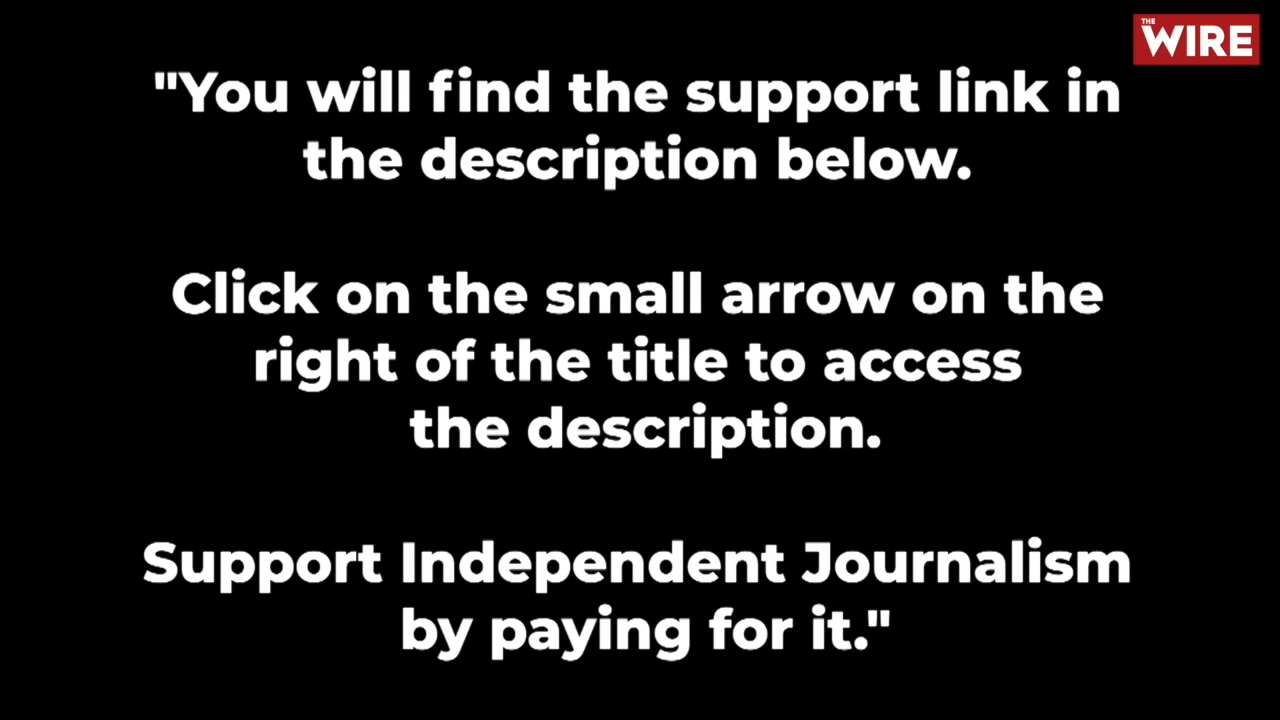 THE
WIRE
"You will find the support link in
the description below.
Click on the small arrow on the
right of the title to access
the description.
Support Independent Journalism
by paying for it."